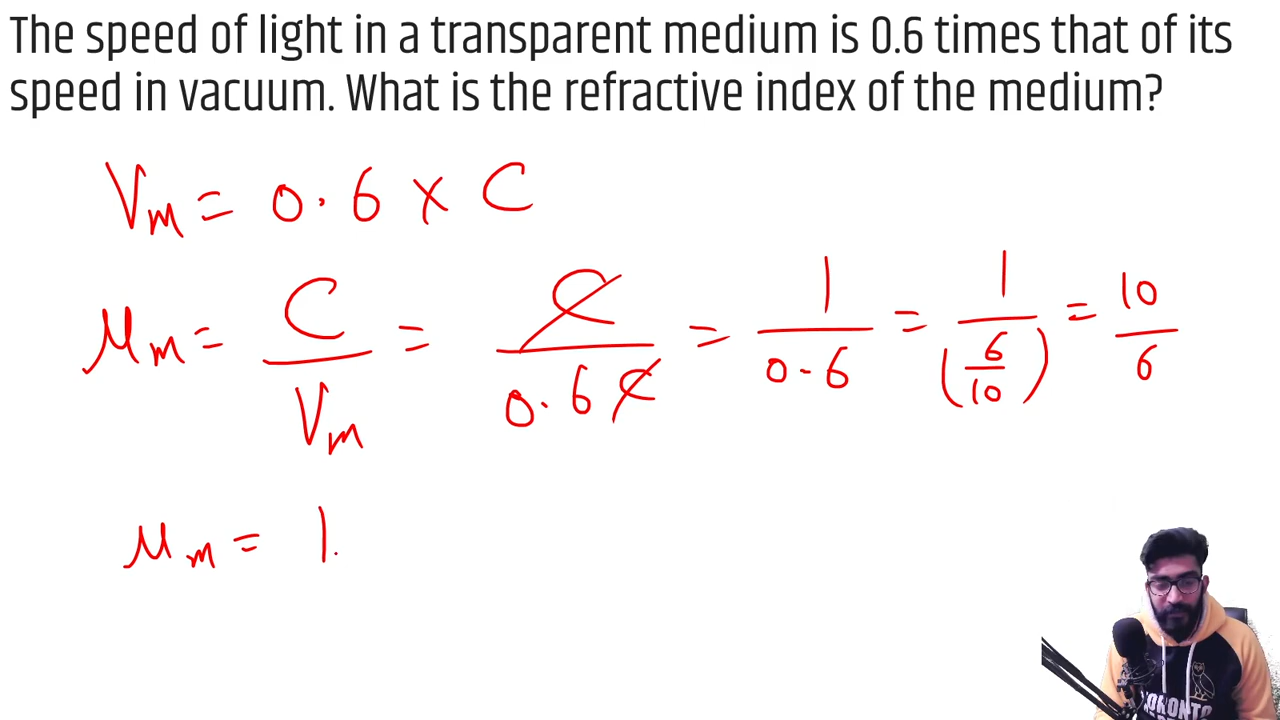 The speed of light in a transparent medium is 0.6 times that of its
speed in vacuum. What is the refractive index of the medium?
Vm = 0.6 × C
μm = C / Vm = C / 0.6 C = 1 / 0.6 = 1 / (6/10) = 10 / 6
μm = 1.
TORONTO